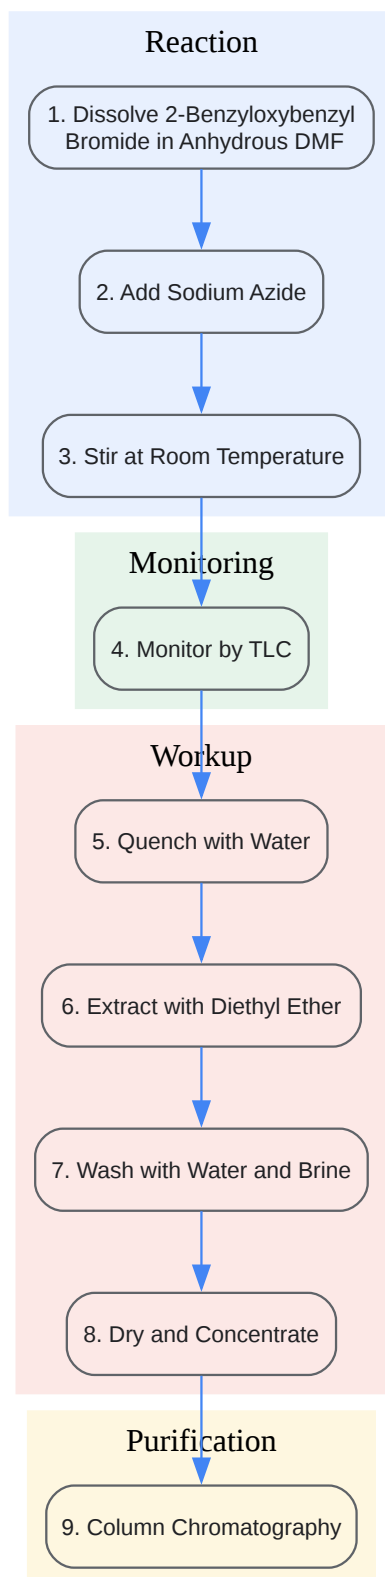 Reaction
1. Dissolve 2-Benzyloxybenzyl
Bromide in Anhydrous DMF
2. Add Sodium Azide
3. Stir at Room Temperature
Monitoring
4. Monitor by TLC
Workup
5. Quench with Water
6. Extract with Diethyl Ether
7. Wash with Water and Brine
8. Dry and Concentrate
Purification
9. Column Chromatography